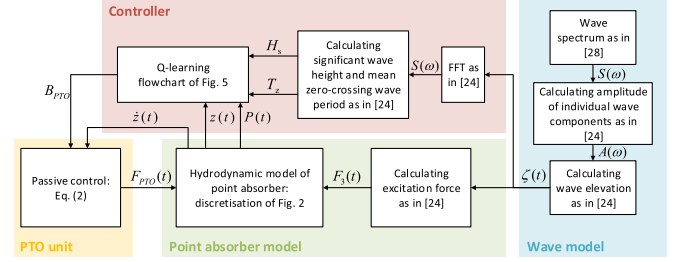 Controller
Q-learning
flowchart of Fig. 5
H_s
T_z
Calculating
significant wave
height and mean
zero-crossing wave
period as in [24]
S(ω)
FFT as
in [24]
Wave
spectrum as in
[28]
S(ω)
Calculating amplitude
of individual wave
components as in
[24]
A(ω)
Calculating
wave elevation
as in [24]
ζ(t)
B_PTO
ż(t)
z(t)
P(t)
Passive control:
Eq. (2)
F_PTO(t)
Hydrodynamic model of
point absorber:
discretisation of Fig. 2
F_3(t)
Calculating
excitation force
as in [24]
PTO unit
Point absorber model
Wave model